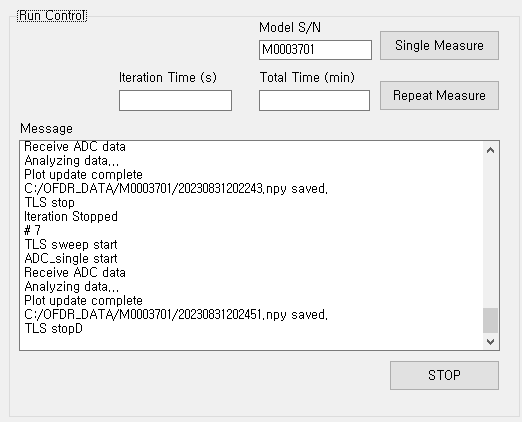 Run Control
Model S/N
M0003701
Single Measure
Iteration Time (s)
Total Time (min)
Repeat Measure
Message
Receive ADC data
Analyzing data...
Plot update complete
C:/OFDR_DATA/M0003701/20230831202243.npy saved.
TLS stop
Iteration Stopped
# 7
TLS sweep start
ADC_single start
Receive ADC data
Analyzing data...
Plot update complete
C:/OFDR_DATA/M0003701/20230831202451.npy saved.
TLS stopD
STOP